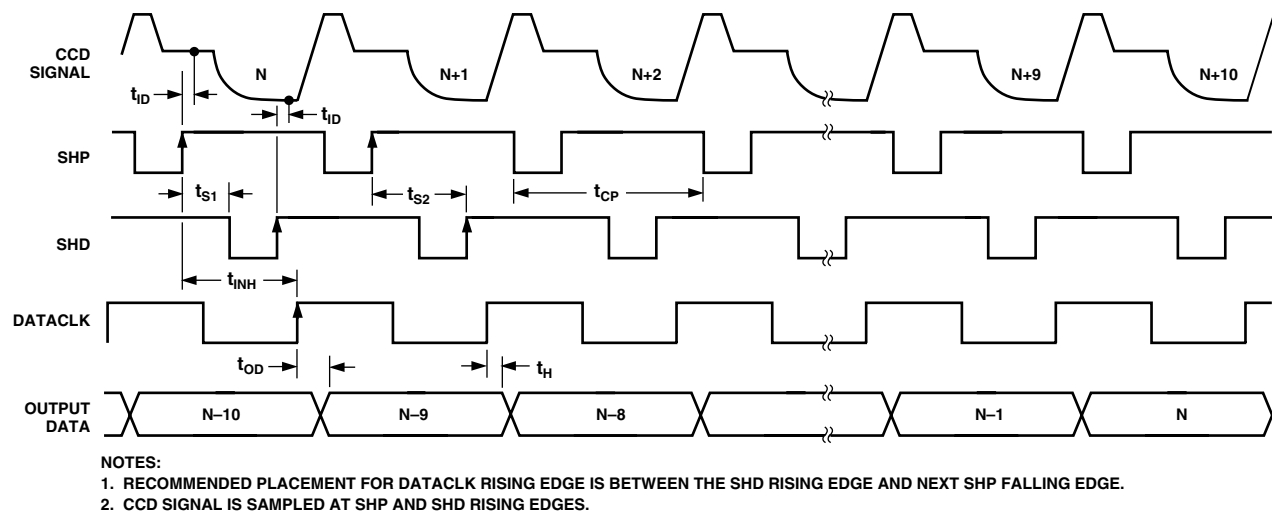 CCD
SIGNAL
N
N+1
N+2
N+9
N+10
tID
tID
SHP
tS1
tS2
tCP
SHD
tINH
DATACLK
tOD
tH
OUTPUT
DATA
N–10
N–9
N–8
N–1
N
NOTES:
1. RECOMMENDED PLACEMENT FOR DATACLK RISING EDGE IS BETWEEN THE SHD RISING EDGE AND NEXT SHP FALLING EDGE.
2. CCD SIGNAL IS SAMPLED AT SHP AND SHD RISING EDGES.